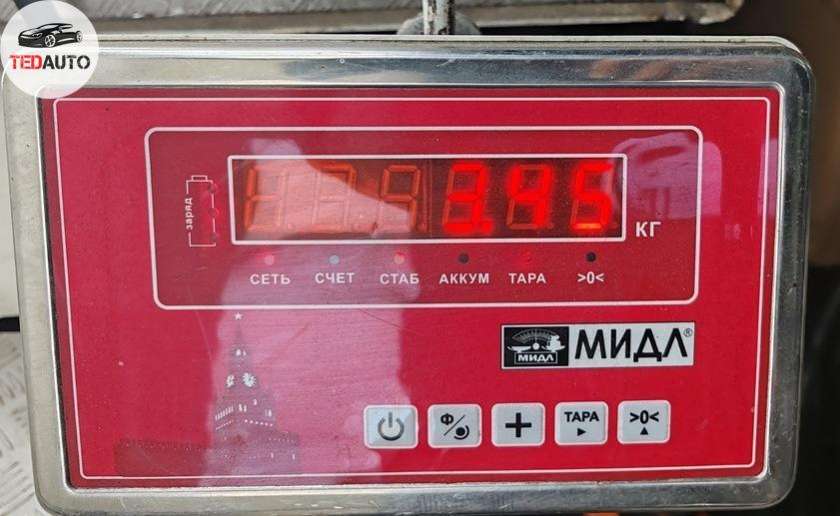 TEDAUTO
заряд
3.45
КГ
СЕТЬ СЧЕТ СТАБ АККУМ ТАРА >0<
МИДЛ МИДЛ®
Ф + ТАРА >0<